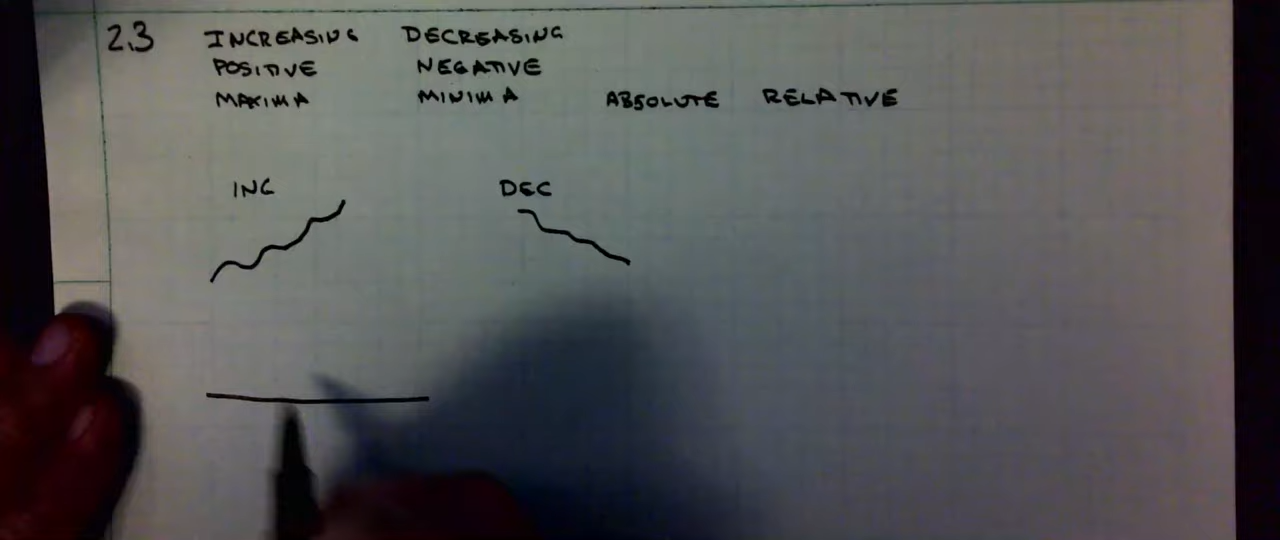 2.3 INCREASING DECREASING
POSITIVE NEGATIVE
MAXIMA MINIMA ABSOLUTE RELATIVE
INC DEC